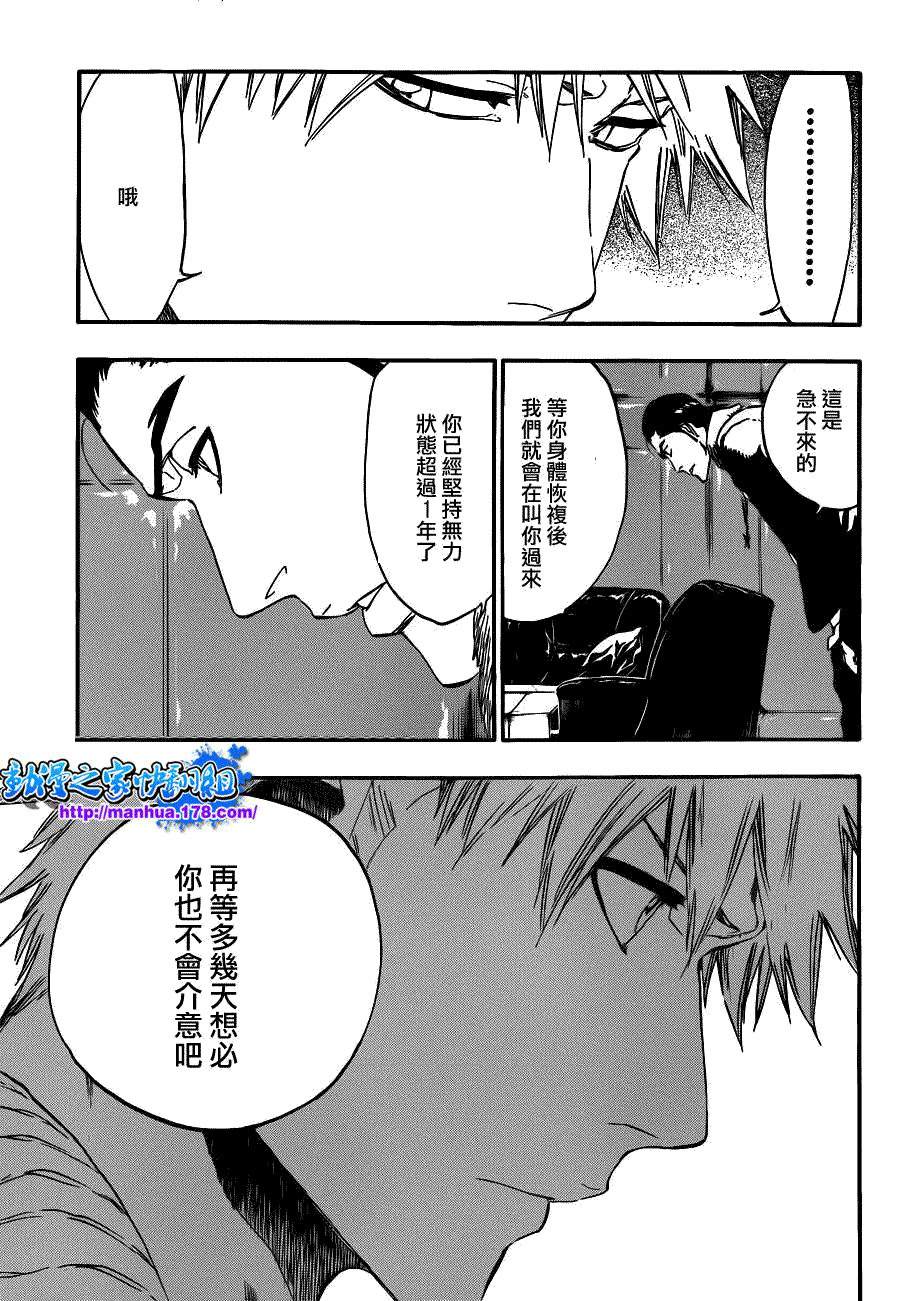 …………
哦
這是
急不來的
等你身體恢複後
我們就會在叫你過來
你已經堅持無力
狀態超過1年了
動漫之家快翻組
http://manhua.178.com/
再等多幾天想必
你也不會介意吧